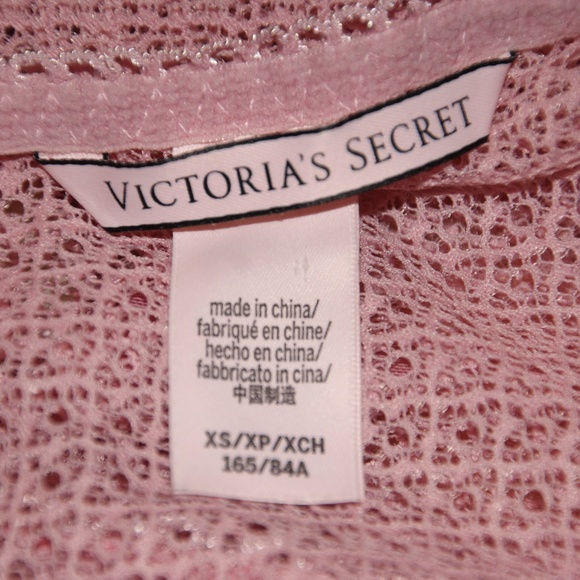 VICTORIA'S SECRET
made in china/
fabriqué en chine/
hecho en china/
fabbricato in cina/
中国制造
XS/XP/XCH
165/84A